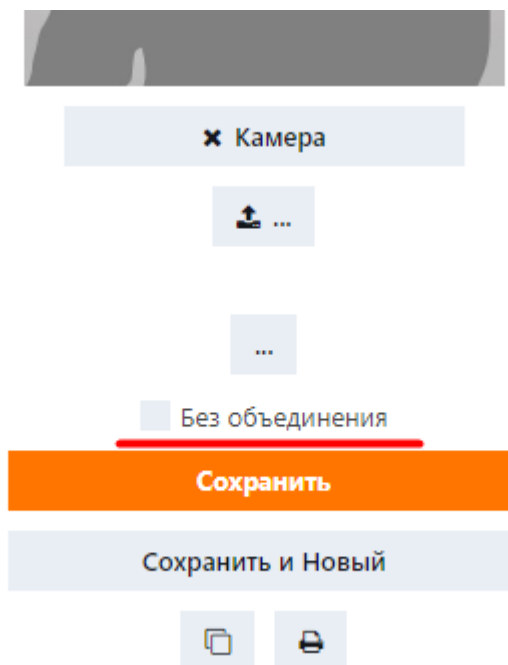 Камера
...
...
Без объединения
Сохранить
Сохранить и Новый